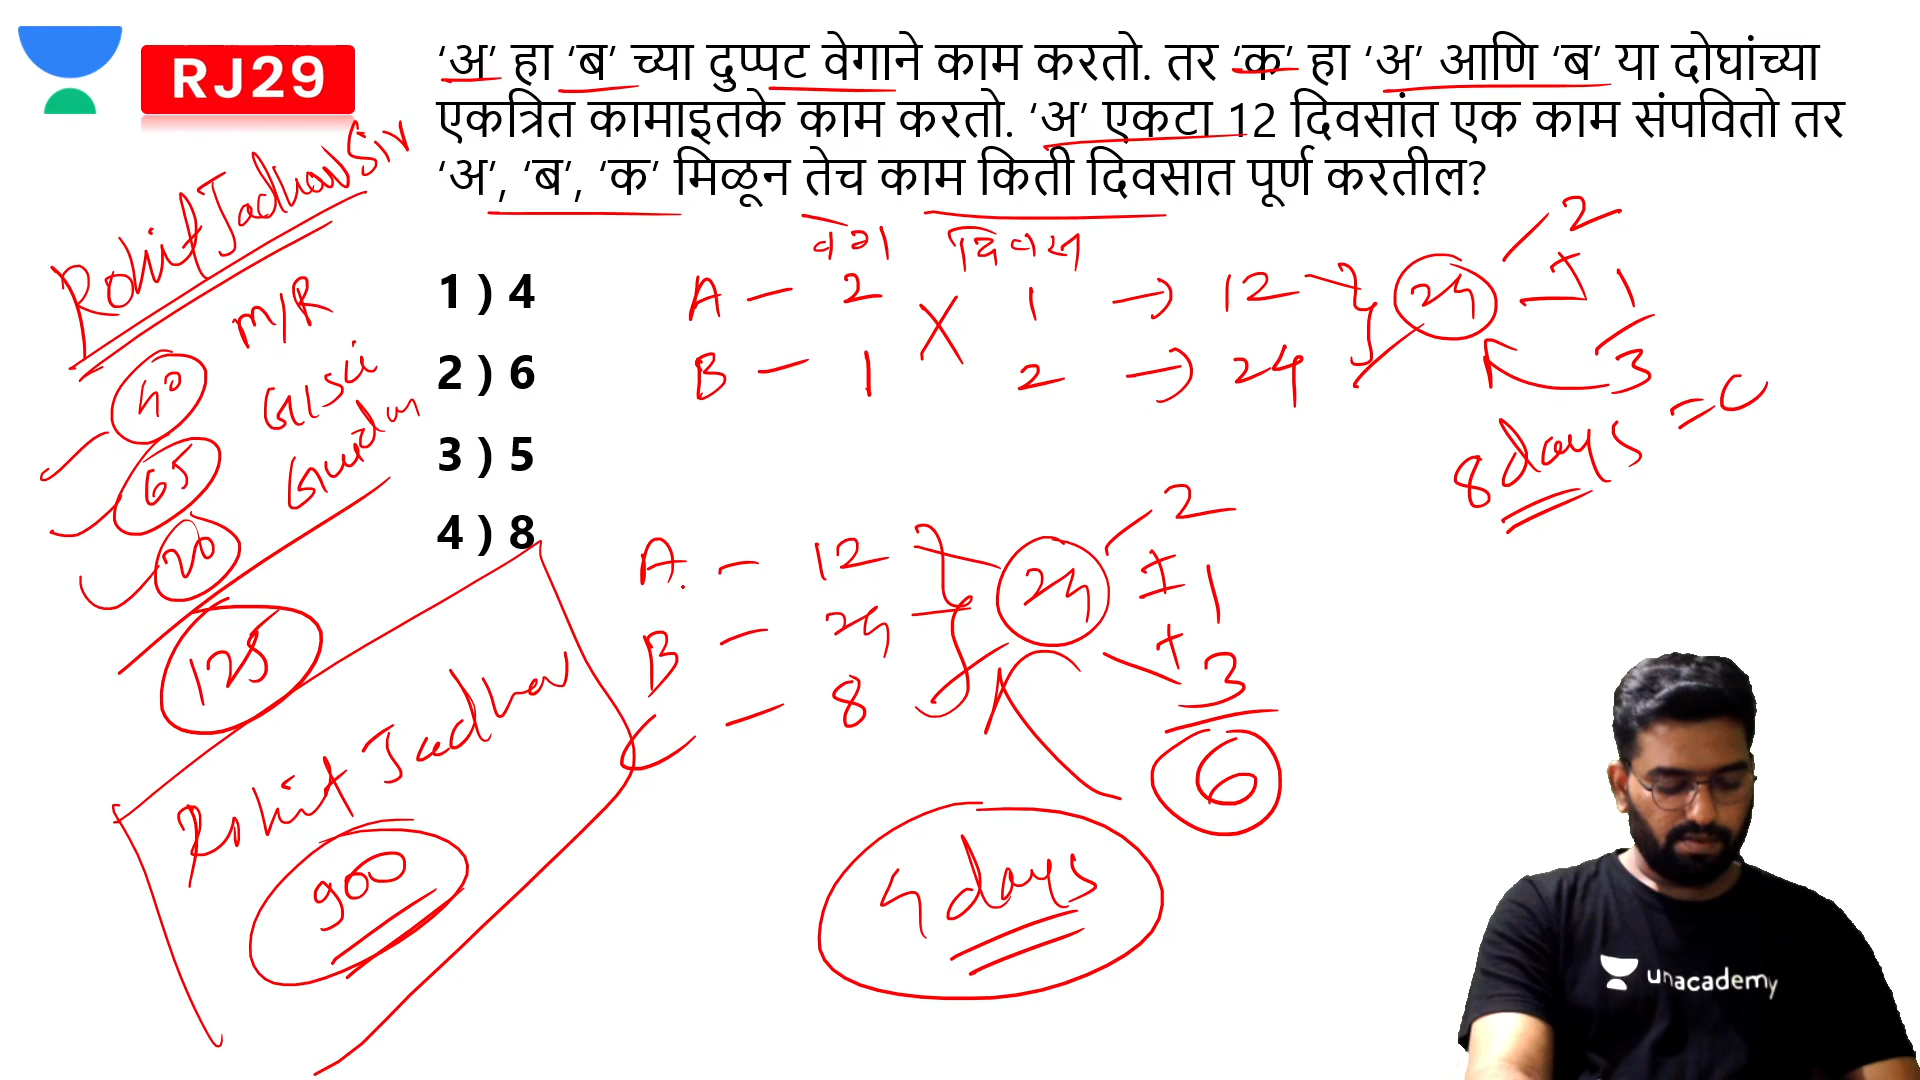 RJ29
‘अ’ हा ‘ब’ च्या दुप्पट वेगाने काम करतो. तर ‘क’ हा ‘अ’ आणि ‘ब’ या दोघांच्या
एकत्रित कामाइतके काम करतो. ‘अ’ एकटा 12 दिवसांत एक काम संपवितो तर
‘अ’, ‘ब’, ‘क’ मिळून तेच काम किती दिवसात पूर्ण करतील?
Rohit Jadhav Sir
वेग दिवस
1 ) 4
2 ) 6
3 ) 5
4 ) 8
A - 2 × 1 → 12
B - 1 2 → 24
24
2
+ 1
3
8 days = C
M/R
40
65
20
125
A - 12
B - 24
C - 8
24
2
+ 1
+ 3
6
4 days
Rohit Jadhav
900
unacademy